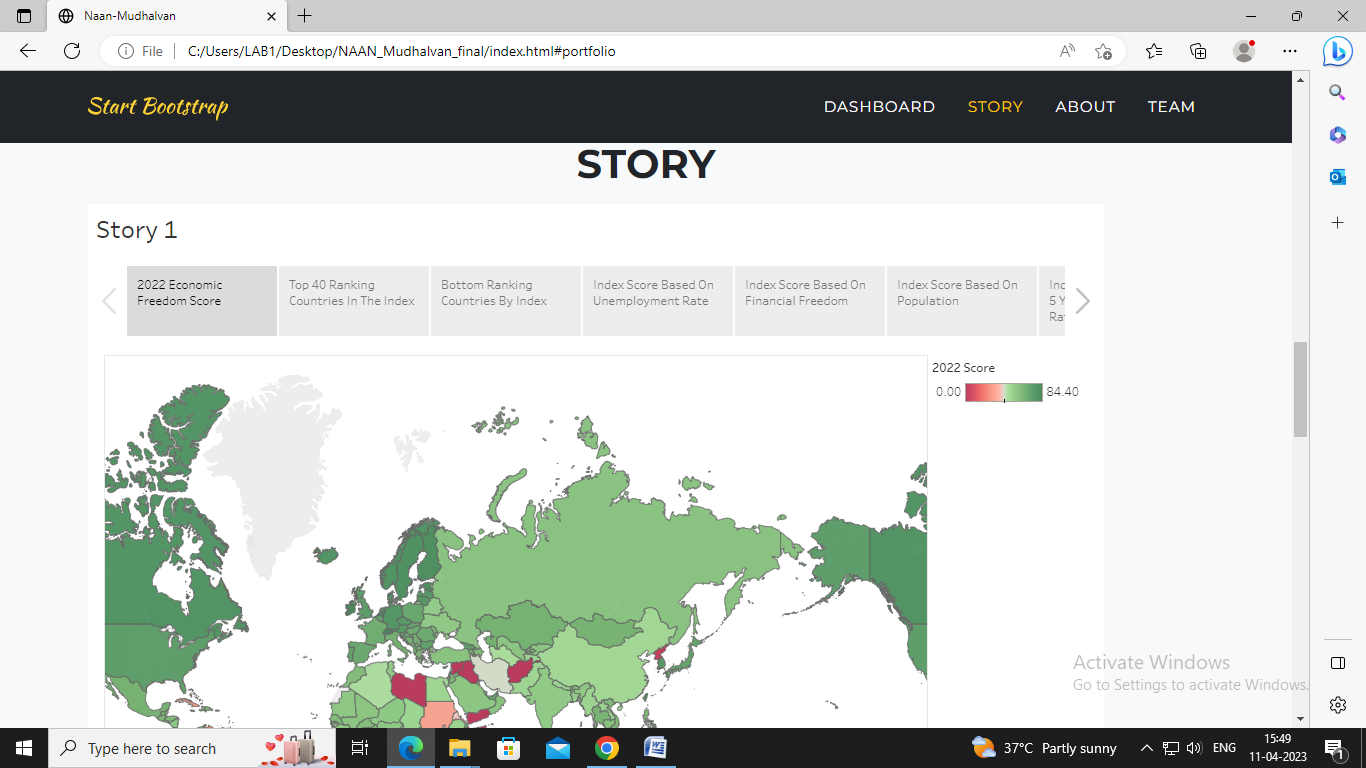 Naan-Mudhalvan
File
C:/Users/LAB1/Desktop/NAAN_Mudhalvan_final/index.html#portfolio
Start Bootstrap
DASHBOARD STORY ABOUT TEAM
STORY
Story 1
2022 Economic
Freedom Score
Top 40 Ranking
Countries In The Index
Bottom Ranking
Countries By Index
Index Score Based On
Unemployment Rate
Index Score Based On
Financial Freedom
Index Score Based On
Population
5 Y
2022 Score
0.00 84.40
Activate Windows
Go to Settings to activate Windows.
Type here to search
37°C Partly sunny
ENG
15:49
11-04-2023
1